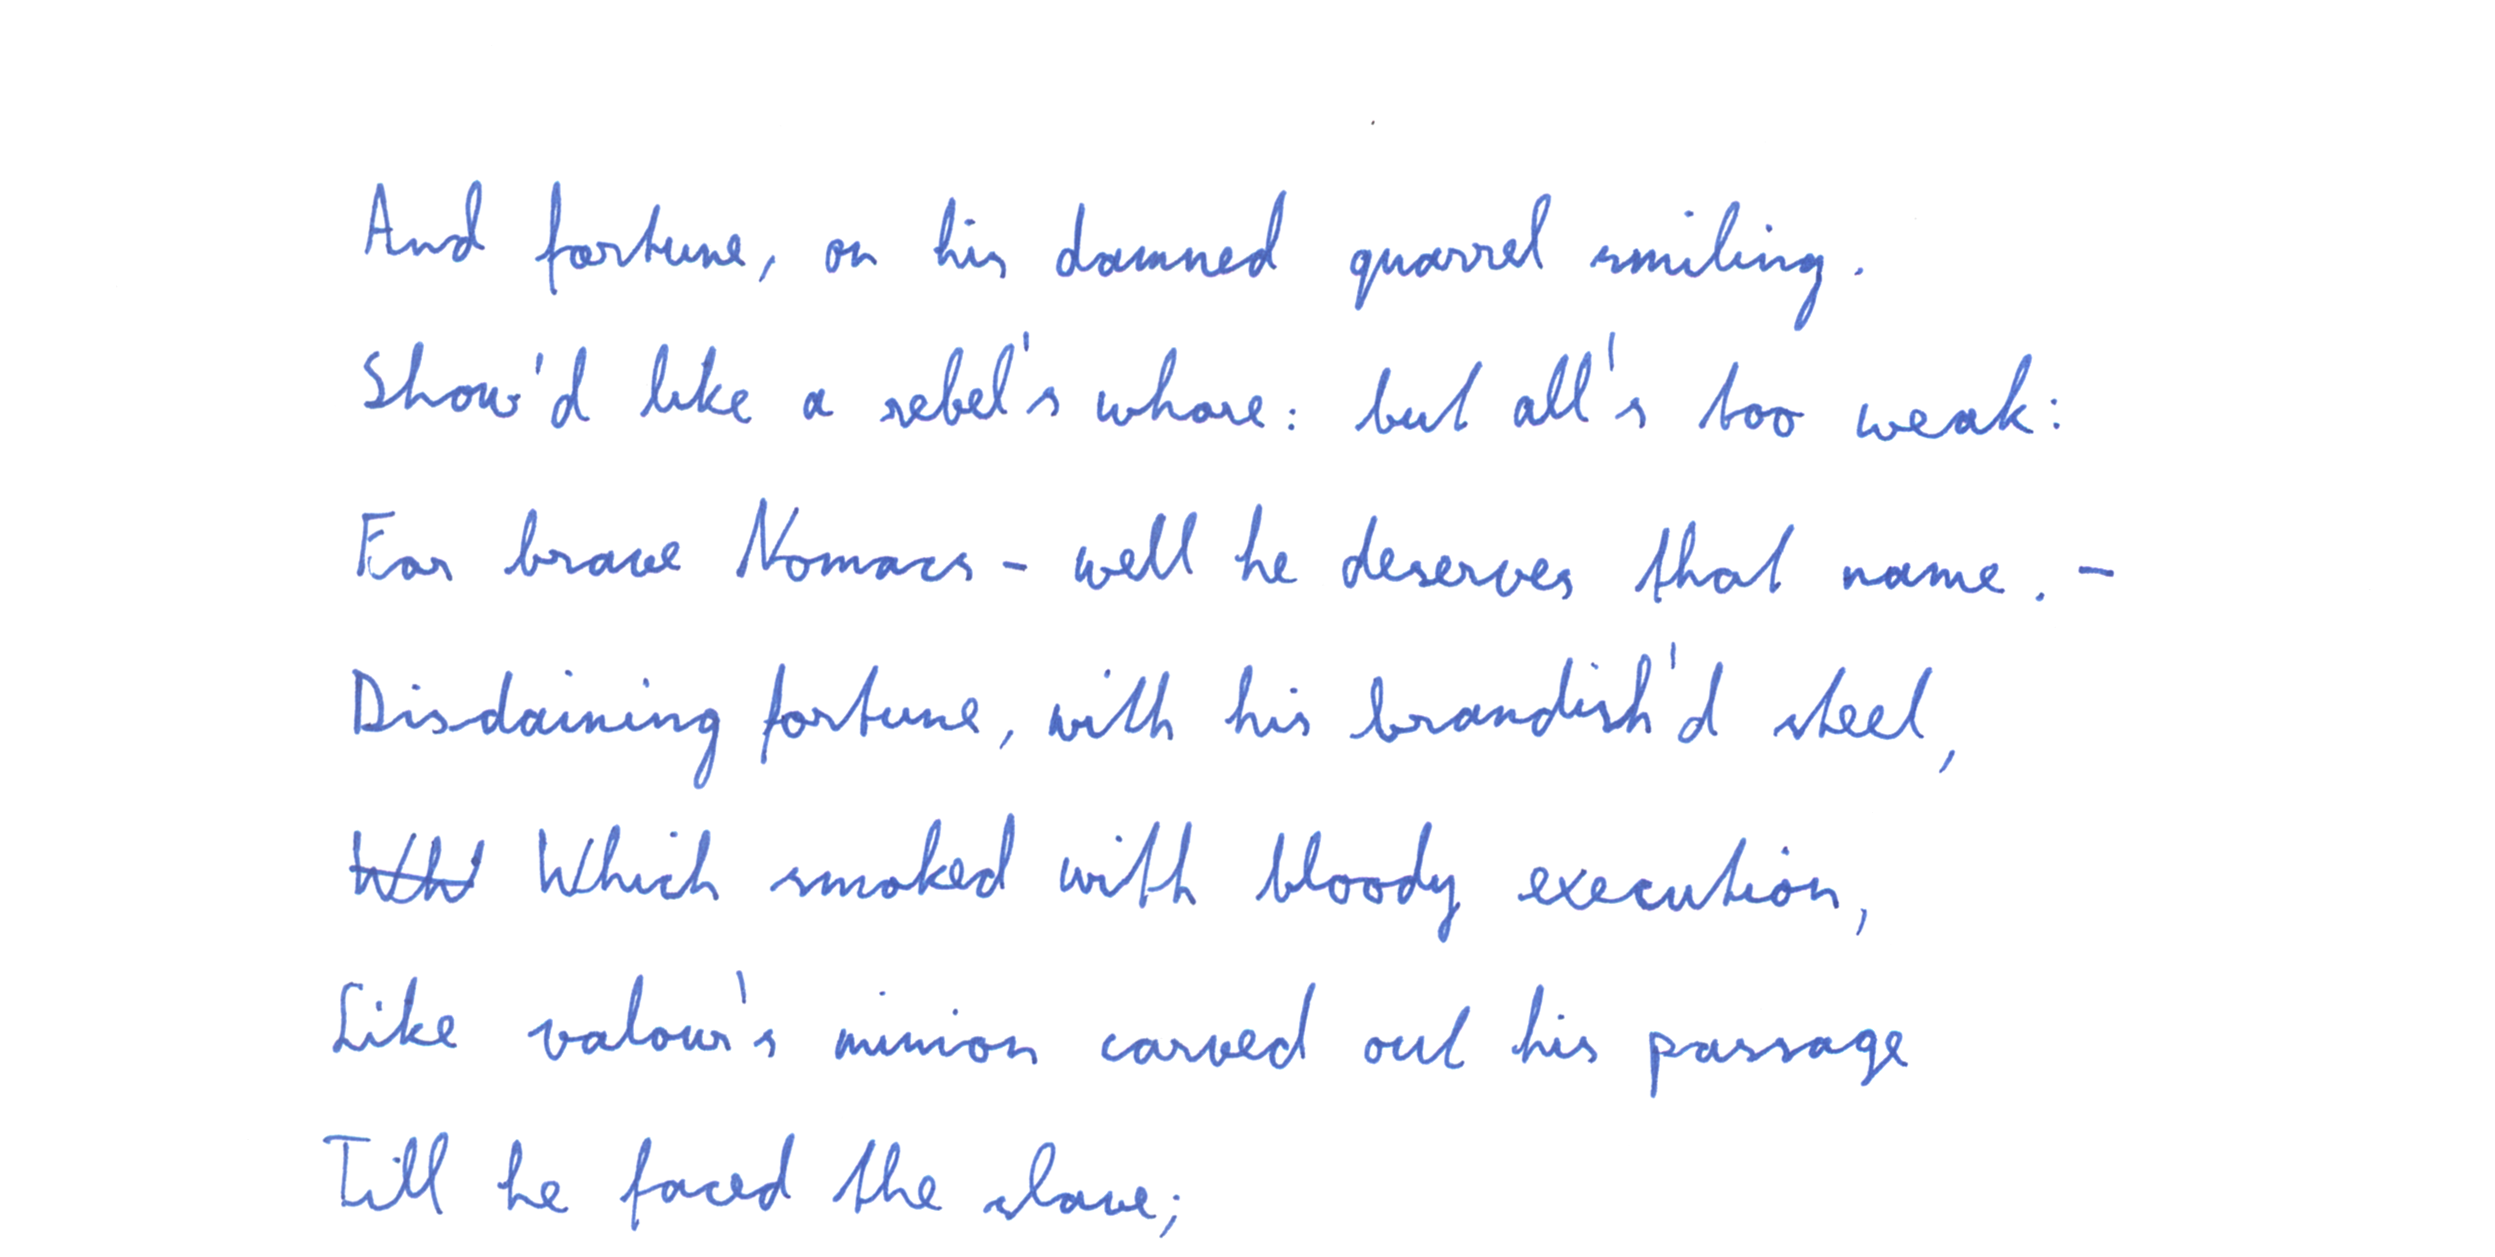 And fortune, on his damned quarrel smiling.
Show'd like a rebel's whore: but all's too weak:
For brave Nomacs - well he deserves that name. -
Disdaining fortune, with his brandish'd steel,
Whi Which smoked with bloody execution,
Like valour's minion carved out his passage
Till he faced the slave;